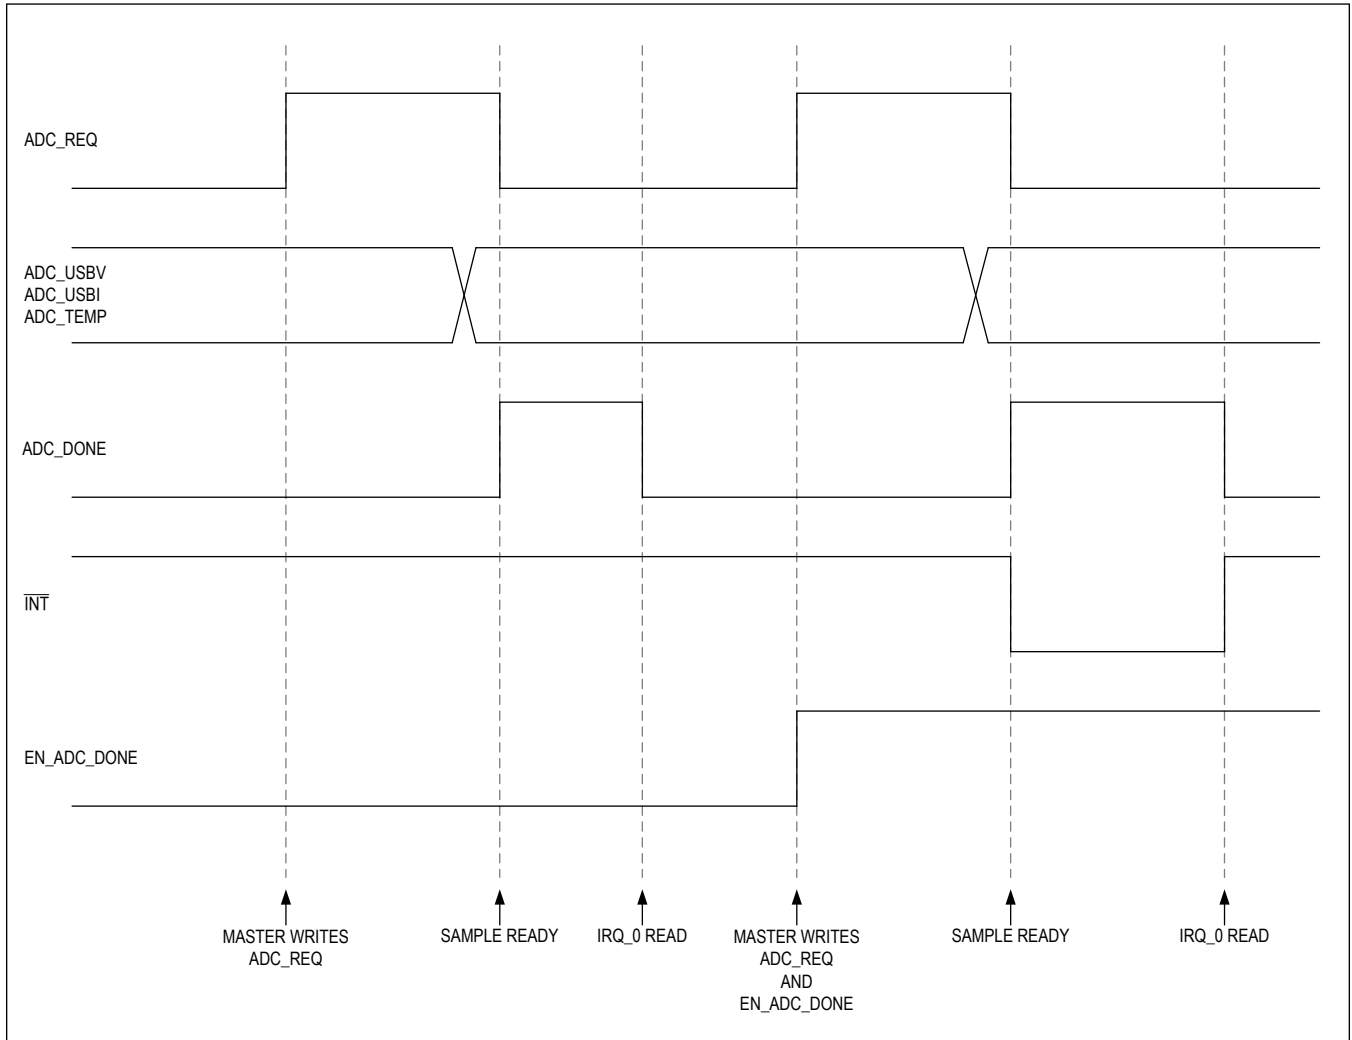 ADC_REQ
ADC_USBV
ADC_USBI
ADC_TEMP
ADC_DONE
INT
EN_ADC_DONE
MASTER WRITES
ADC_REQ
SAMPLE READY
IRQ_0 READ
MASTER WRITES
ADC_REQ
AND
EN_ADC_DONE
SAMPLE READY
IRQ_0 READ